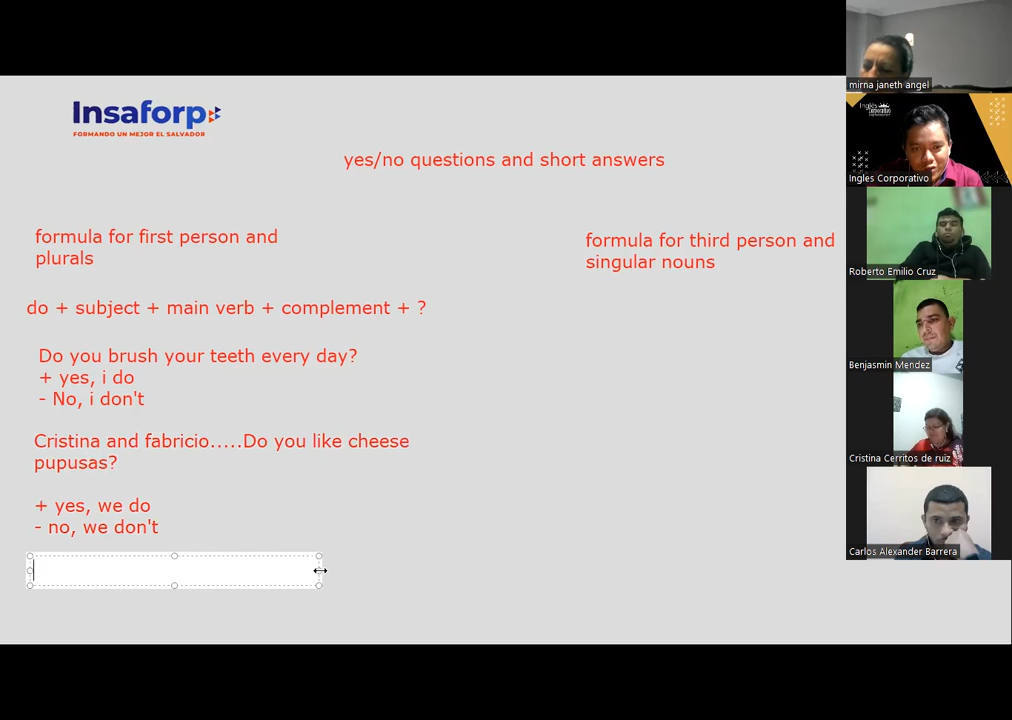 Insaforp
FORMANDO UN MEJOR EL SALVADOR
yes/no questions and short answers
formula for first person and
plurals
do + subject + main verb + complement + ?
Do you brush your teeth every day?
+ yes, i do
- No, i don't
Cristina and fabricio.....Do you like cheese
pupusas?
+ yes, we do
- no, we don't
formula for third person and
singular nouns
mirna janeth angel
Inglés
Corporativo
Ingles Corporativo
Roberto Emilio Cruz
Benjasmin Mendez
Cristina Cerritos de ruiz
Carlos Alexander Barrera